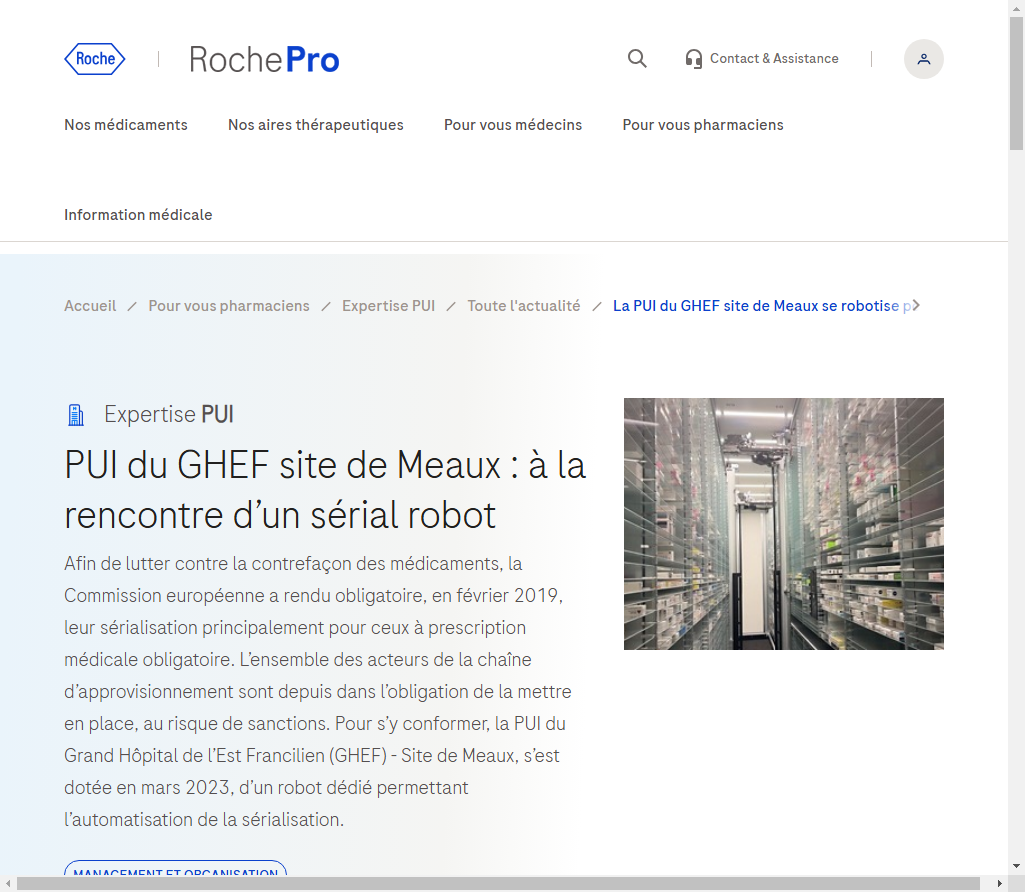 Roche
RochePro
Contact & Assistance
Nos médicaments
Nos aires thérapeutiques
Pour vous médecins
Pour vous pharmaciens
Information médicale
Accueil / Pour vous pharmaciens / Expertise PUI / Toute l'actualité / La PUI du GHEF site de Meaux se robotise p
Expertise PUI
PUI du GHEF site de Meaux : à la
rencontre d’un sérial robot
Afin de lutter contre la contrefaçon des médicaments, la
Commission européenne a rendu obligatoire, en février 2019,
leur sérialisation principalement pour ceux à prescription
médicale obligatoire. L’ensemble des acteurs de la chaîne
d’approvisionnement sont depuis dans l’obligation de la mettre
en place, au risque de sanctions. Pour s’y conformer, la PUI du
Grand Hôpital de l’Est Francilien (GHEF) - Site de Meaux, s’est
dotée en mars 2023, d’un robot dédié permettant
l’automatisation de la sérialisation.
MANAGEMENT ET ORGANISATION